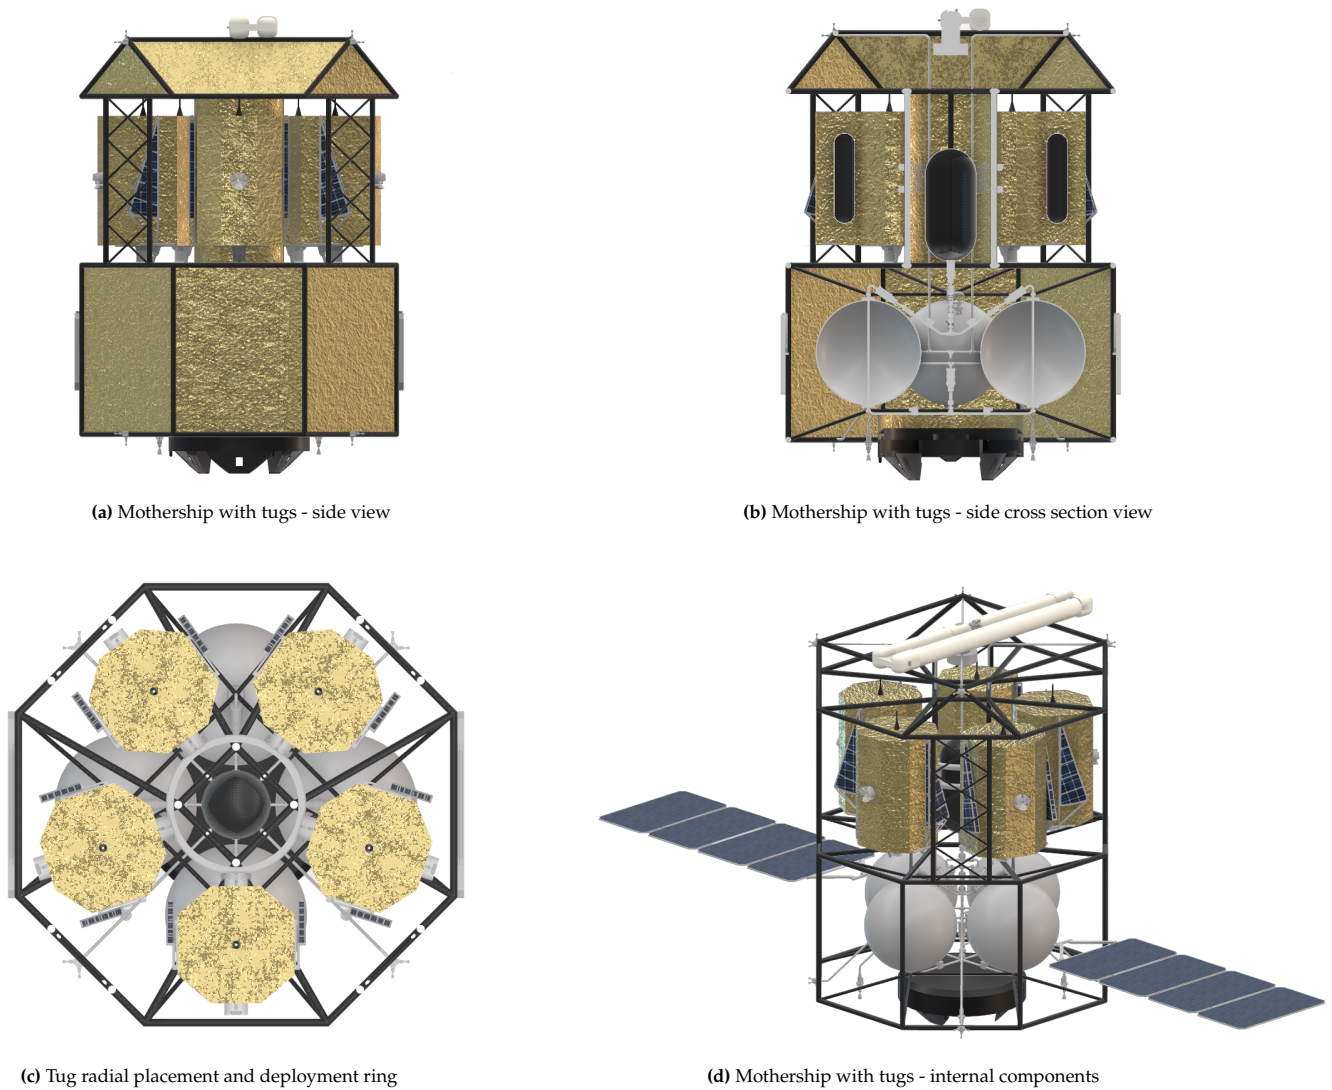 (a) Mothership with tugs - side view
(b) Mothership with tugs - side cross section view
(c) Tug radial placement and deployment ring
(d) Mothership with tugs - internal components